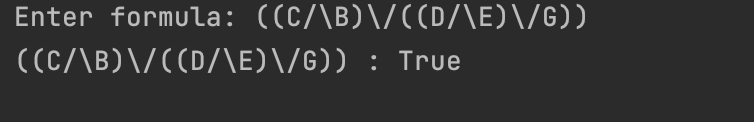 Enter formula: ((C/\B)\/((D/\E)\/G))
((C/\B)\/((D/\E)\/G)) : True